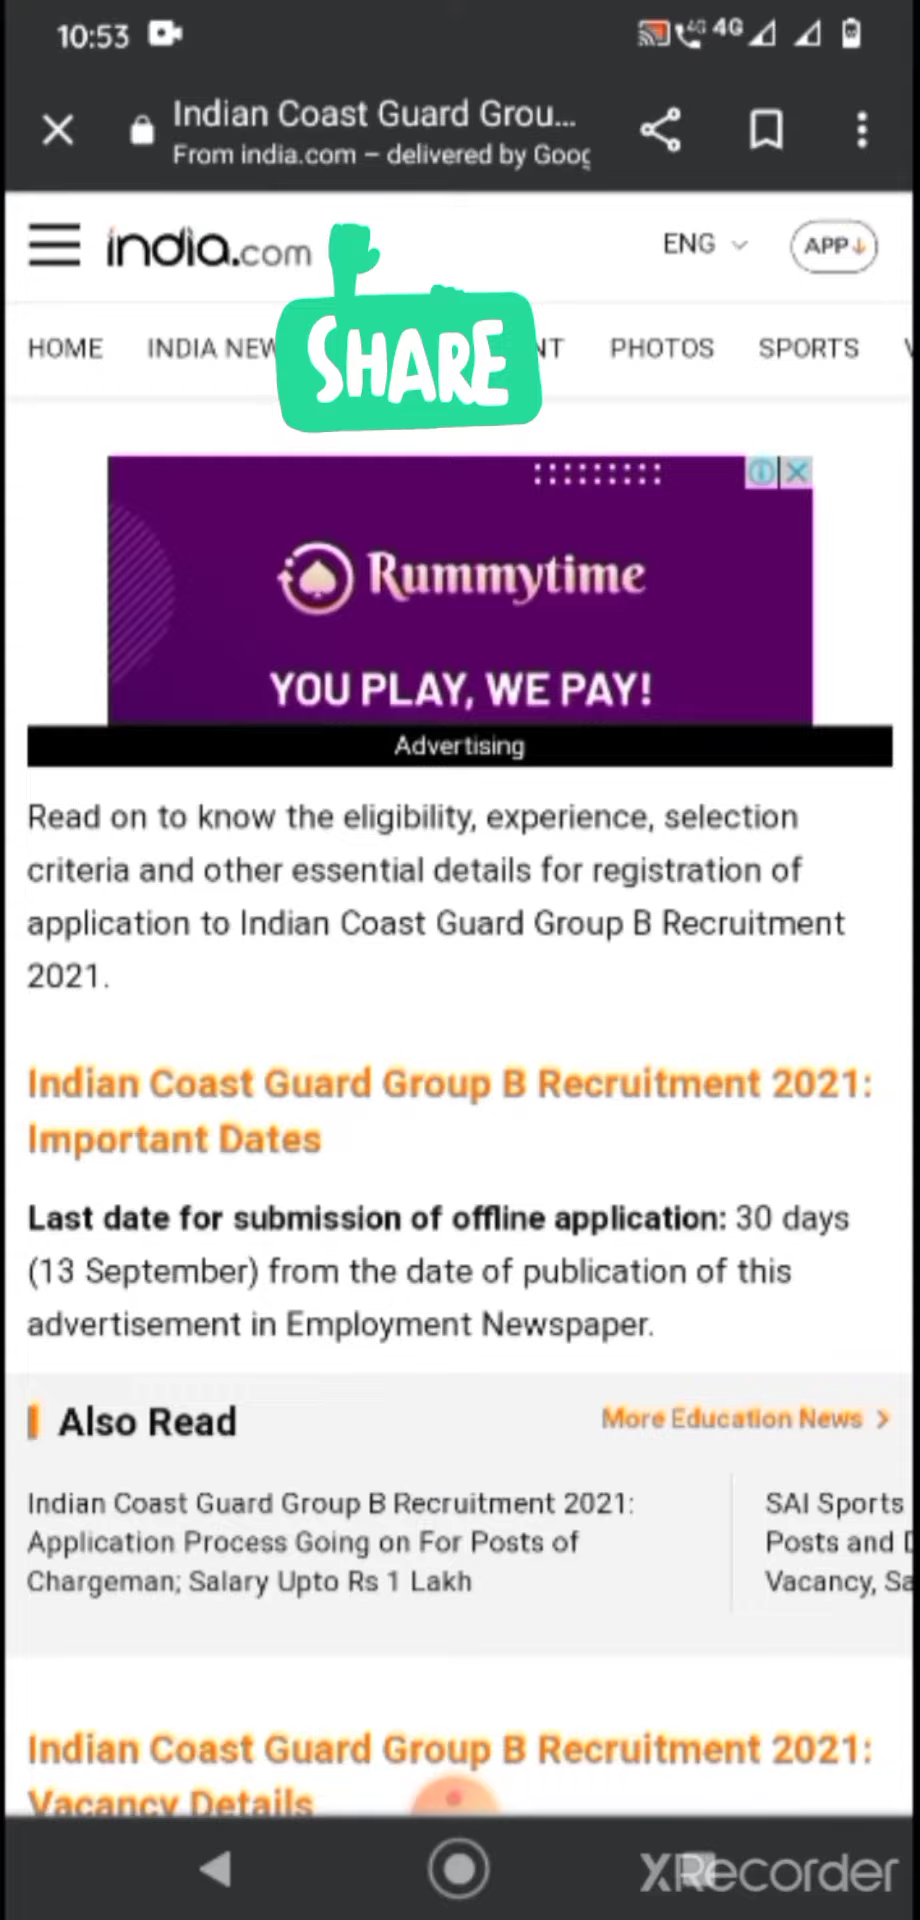 10:53
4G 4G
Indian Coast Guard Grou...
From india.com – delivered by Goog
india.com
ENG
APP
HOME INDIA NEW NT PHOTOS SPORTS
SHARE
Rummytime
YOU PLAY, WE PAY!
Advertising
Read on to know the eligibility, experience, selection
criteria and other essential details for registration of
application to Indian Coast Guard Group B Recruitment
2021.
Indian Coast Guard Group B Recruitment 2021:
Important Dates
Last date for submission of offline application: 30 days
(13 September) from the date of publication of this
advertisement in Employment Newspaper.
Also Read
More Education News >
Indian Coast Guard Group B Recruitment 2021:
Application Process Going on For Posts of
Chargeman; Salary Upto Rs 1 Lakh
SAI Sports
Posts and D
Vacancy, Sa
Indian Coast Guard Group B Recruitment 2021:
Vacancy Details
XRecorder